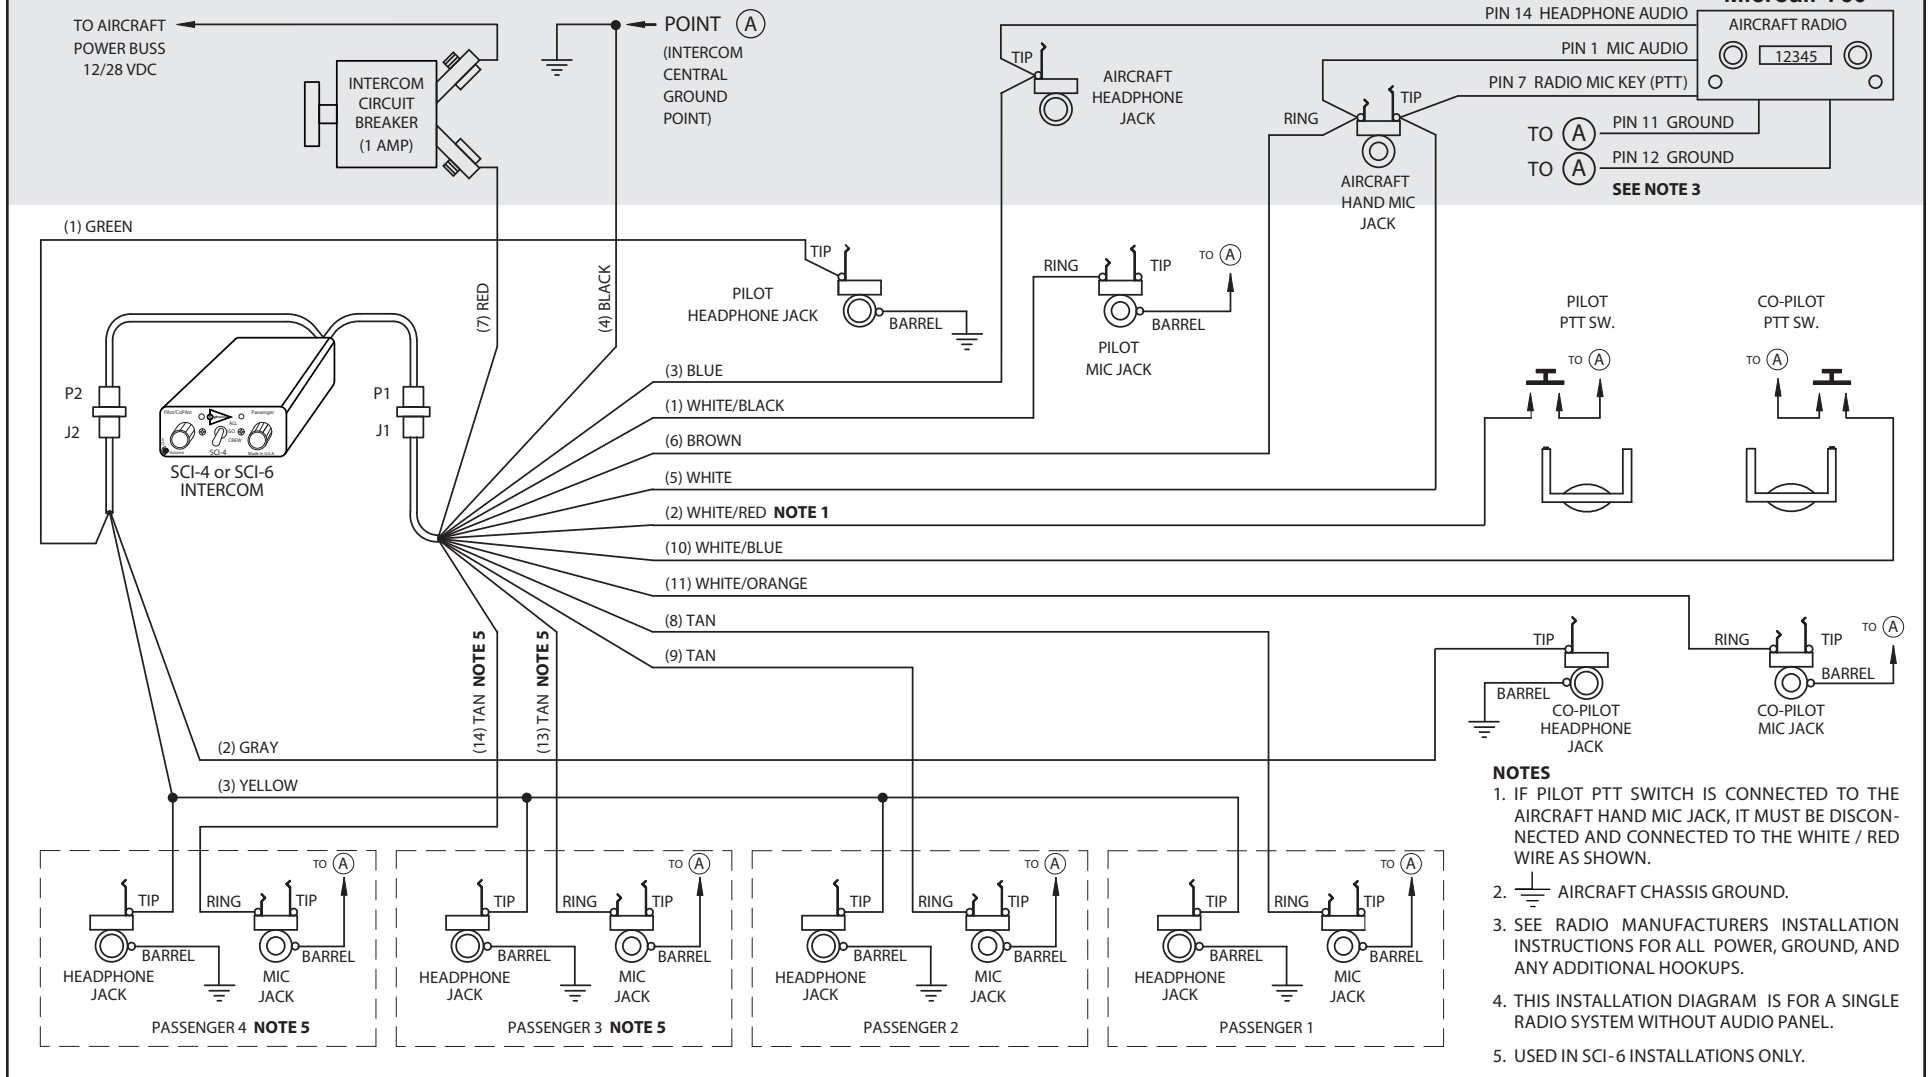 TO AIRCRAFT
POWER BUSS
12/28 VDC
INTERCOM
CIRCUIT
BREAKER
(1 AMP)
POINT A
(INTERCOM
CENTRAL
GROUND
POINT)
TIP
AIRCRAFT
HEADPHONE
JACK
PIN 14 HEADPHONE AUDIO
PIN 1 MIC AUDIO
PIN 7 RADIO MIC KEY (PTT)
AIRCRAFT RADIO
12345
RING
TIP
AIRCRAFT
HAND MIC
JACK
TO A
PIN 11 GROUND
TO A
PIN 12 GROUND
SEE NOTE 3
(1) GREEN
(7) RED
(4) BLACK
TIP
PILOT
HEADPHONE JACK
BARREL
RING
TIP
TO A
BARREL
PILOT
MIC JACK
PILOT
PTT SW.
TO A
CO-PILOT
PTT SW.
TO A
P2
J2
P1
J1
Pilot/CoPilot
Passenger
ALL
ISO
CREW
Volume
SCI-4
Made in U.S.A.
SCI-4 or SCI-6
INTERCOM
(3) BLUE
(1) WHITE/BLACK
(6) BROWN
(5) WHITE
(2) WHITE/RED NOTE 1
(10) WHITE/BLUE
(11) WHITE/ORANGE
(8) TAN
(9) TAN
(14) TAN NOTE 5
(13) TAN NOTE 5
(2) GRAY
(3) YELLOW
TIP
BARREL
CO-PILOT
HEADPHONE
JACK
RING
TIP
TO A
BARREL
CO-PILOT
MIC JACK
TIP
BARREL
HEADPHONE
JACK
RING
TIP
TO A
BARREL
MIC
JACK
PASSENGER 4 NOTE 5
TIP
BARREL
HEADPHONE
JACK
RING
TIP
TO A
BARREL
MIC
JACK
PASSENGER 3 NOTE 5
TIP
BARREL
HEADPHONE
JACK
RING
TIP
TO A
BARREL
MIC
JACK
PASSENGER 2
TIP
BARREL
HEADPHONE
JACK
RING
TIP
TO A
BARREL
MIC
JACK
PASSENGER 1
NOTES
1. IF PILOT PTT SWITCH IS CONNECTED TO THE
AIRCRAFT HAND MIC JACK, IT MUST BE DISCON-
NECTED AND CONNECTED TO THE WHITE / RED
WIRE AS SHOWN.
2. AIRCRAFT CHASSIS GROUND.
3. SEE RADIO MANUFACTURERS INSTALLATION
INSTRUCTIONS FOR ALL POWER, GROUND, AND
ANY ADDITIONAL HOOKUPS.
4. THIS INSTALLATION DIAGRAM IS FOR A SINGLE
RADIO SYSTEM WITHOUT AUDIO PANEL.
5. USED IN SCI-6 INSTALLATIONS ONLY.